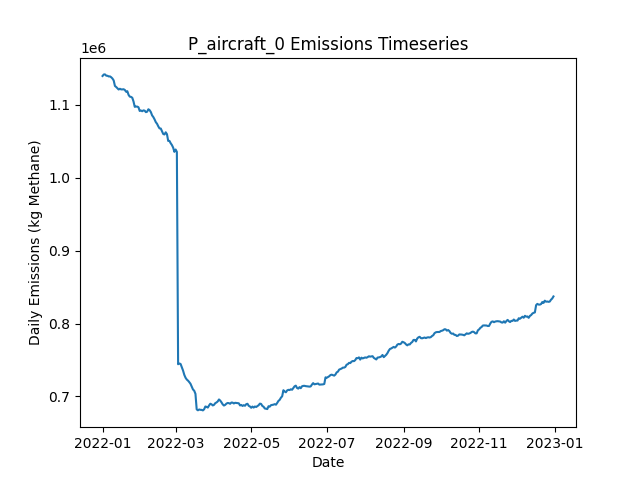 P_aircraft_0 Emissions Timeseries
1e6
Daily Emissions (kg Methane)
1.1
1.0
0.9
0.8
0.7
2022-01 2022-03 2022-05 2022-07 2022-09 2022-11 2023-01
Date